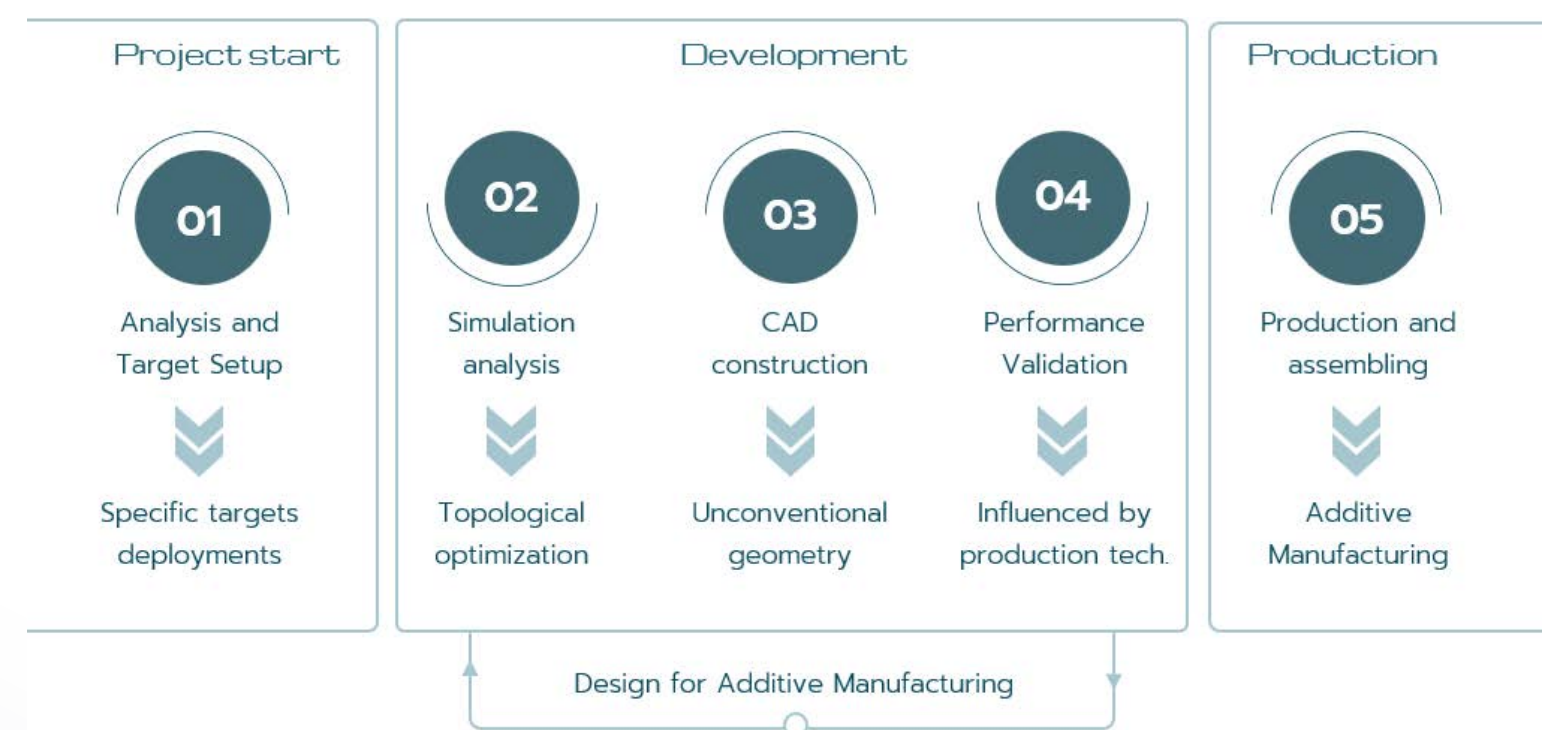 Project start
Development
Production
01
02
03
04
05
Analysis and
Target Setup
Simulation
analysis
CAD
construction
Performance
Validation
Production and
assembling
Specific targets
deployments
Topological
optimization
Unconventional
geometry
Influenced by
production tech.
Additive
Manufacturing
Design for Additive Manufacturing